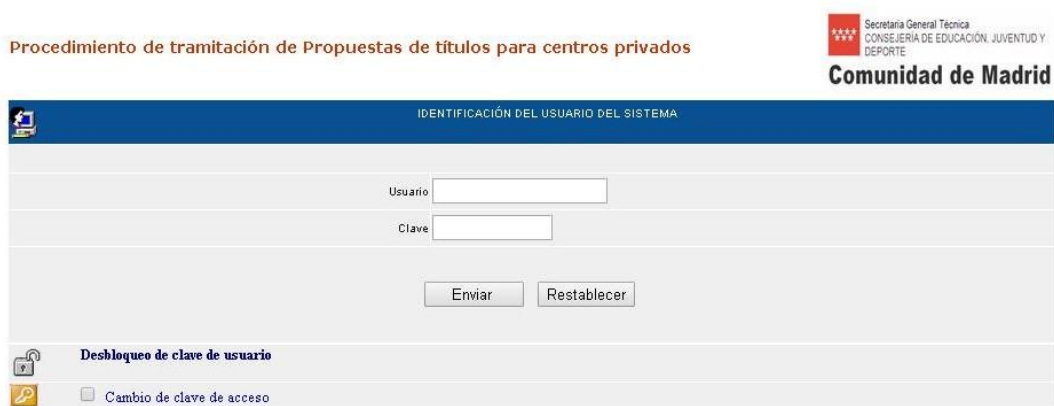 Procedimiento de tramitación de Propuestas de títulos para centros privados
Secretaría General Técnica
CONSEJERÍA DE EDUCACIÓN, JUVENTUD Y
DEPORTE
Comunidad de Madrid
IDENTIFICACIÓN DEL USUARIO DEL SISTEMA
Usuario
Clave
Enviar Restablecer
Desbloqueo de clave de usuario
Cambio de clave de acceso